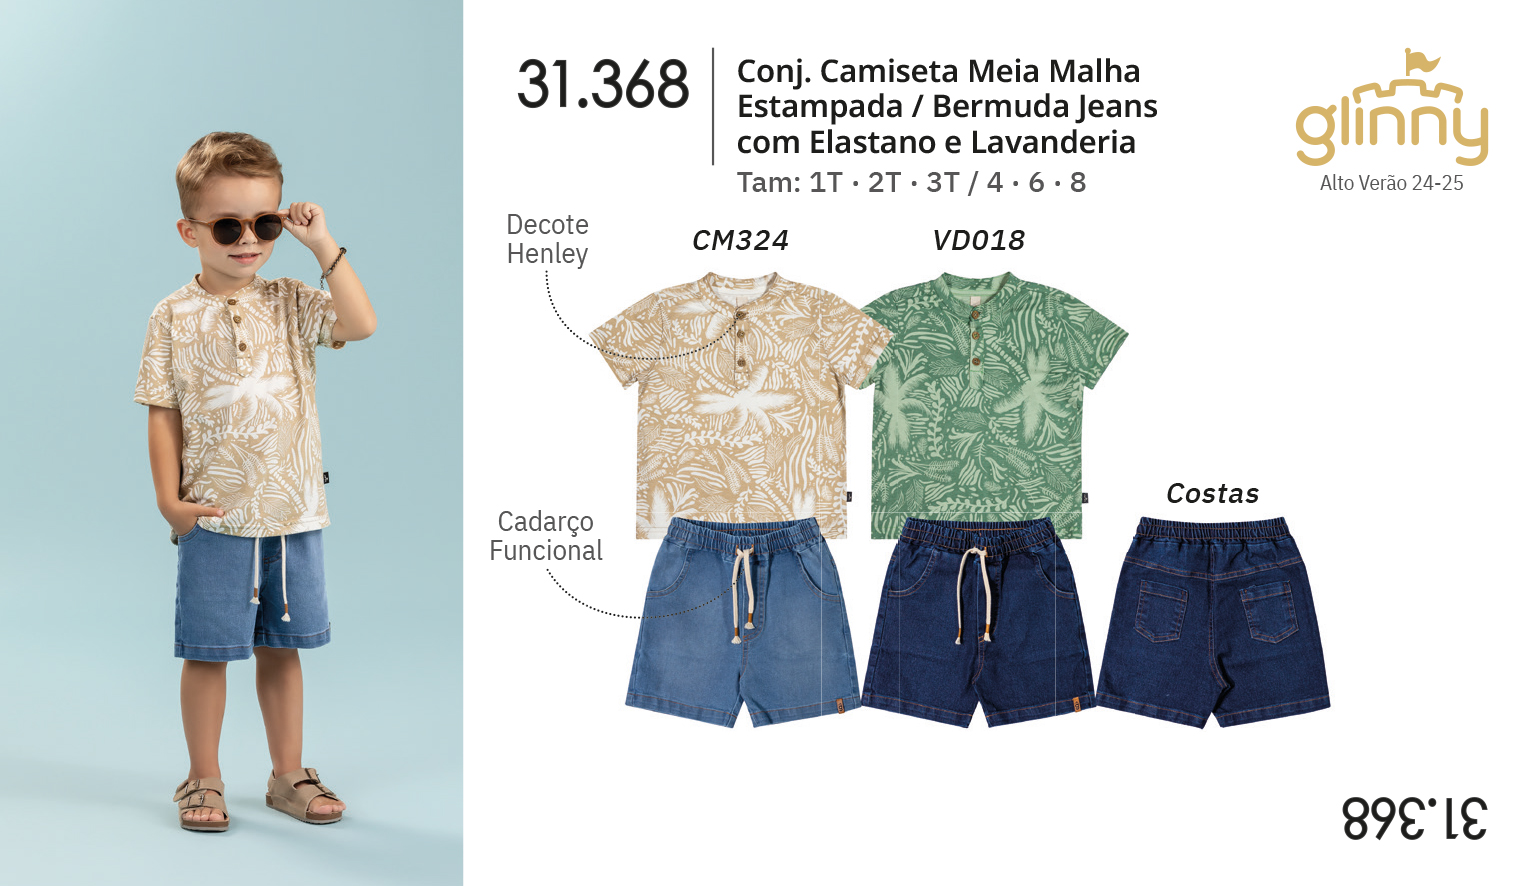 31.368
Conj. Camiseta Meia Malha
Estampada / Bermuda Jeans
com Elastano e Lavanderia
Tam: 1T · 2T · 3T / 4 · 6 · 8
glinny
Alto Verão 24-25
Decote
Henley
CM324
VD018
Costas
Cadarço
Funcional
31.368